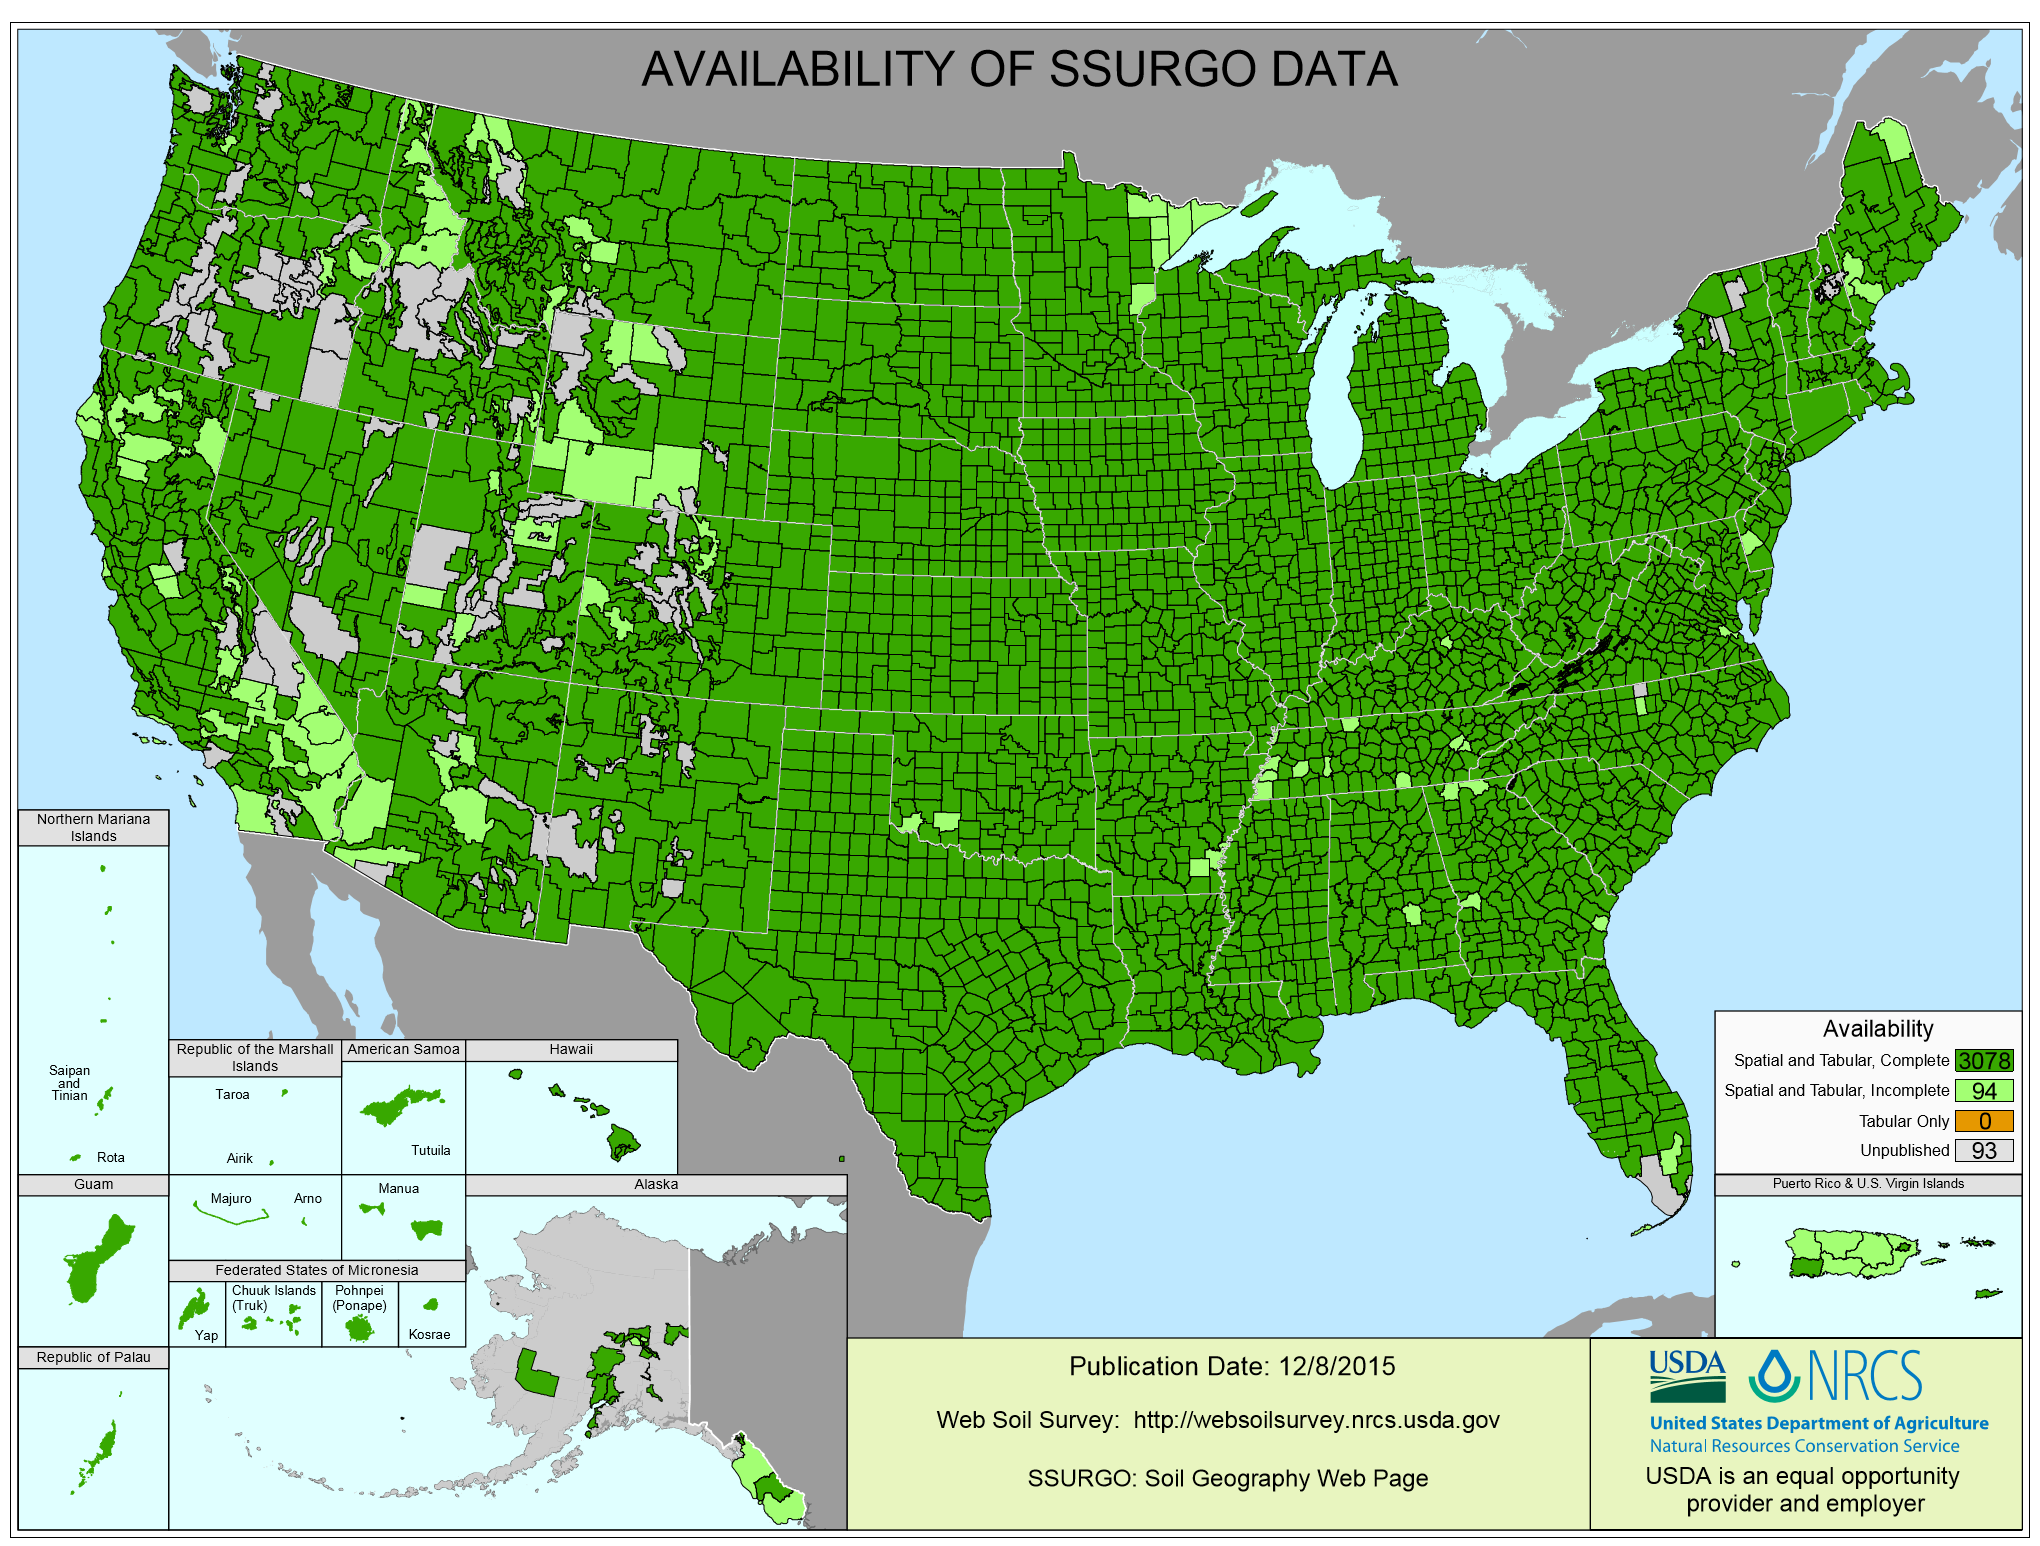 AVAILABILITY OF SSURGO DATA
Northern Mariana
Islands
Saipan
and
Tinian
Rota
Republic of the Marshall
Islands
Taroa
Airik
Majuro
Arno
American Samoa
Tutuila
Manua
Hawaii
Guam
Federated States of Micronesia
Yap
Chuuk Islands
(Truk)
Pohnpei
(Ponape)
Kosrae
Republic of Palau
Alaska
Availability
Spatial and Tabular, Complete 3078
Spatial and Tabular, Incomplete 94
Tabular Only 0
Unpublished 93
Puerto Rico & U.S. Virgin Islands
Publication Date: 12/8/2015
Web Soil Survey: http://websoilsurvey.nrcs.usda.gov
SSURGO: Soil Geography Web Page
USDA NRCS
United States Department of Agriculture
Natural Resources Conservation Service
USDA is an equal opportunity
provider and employer